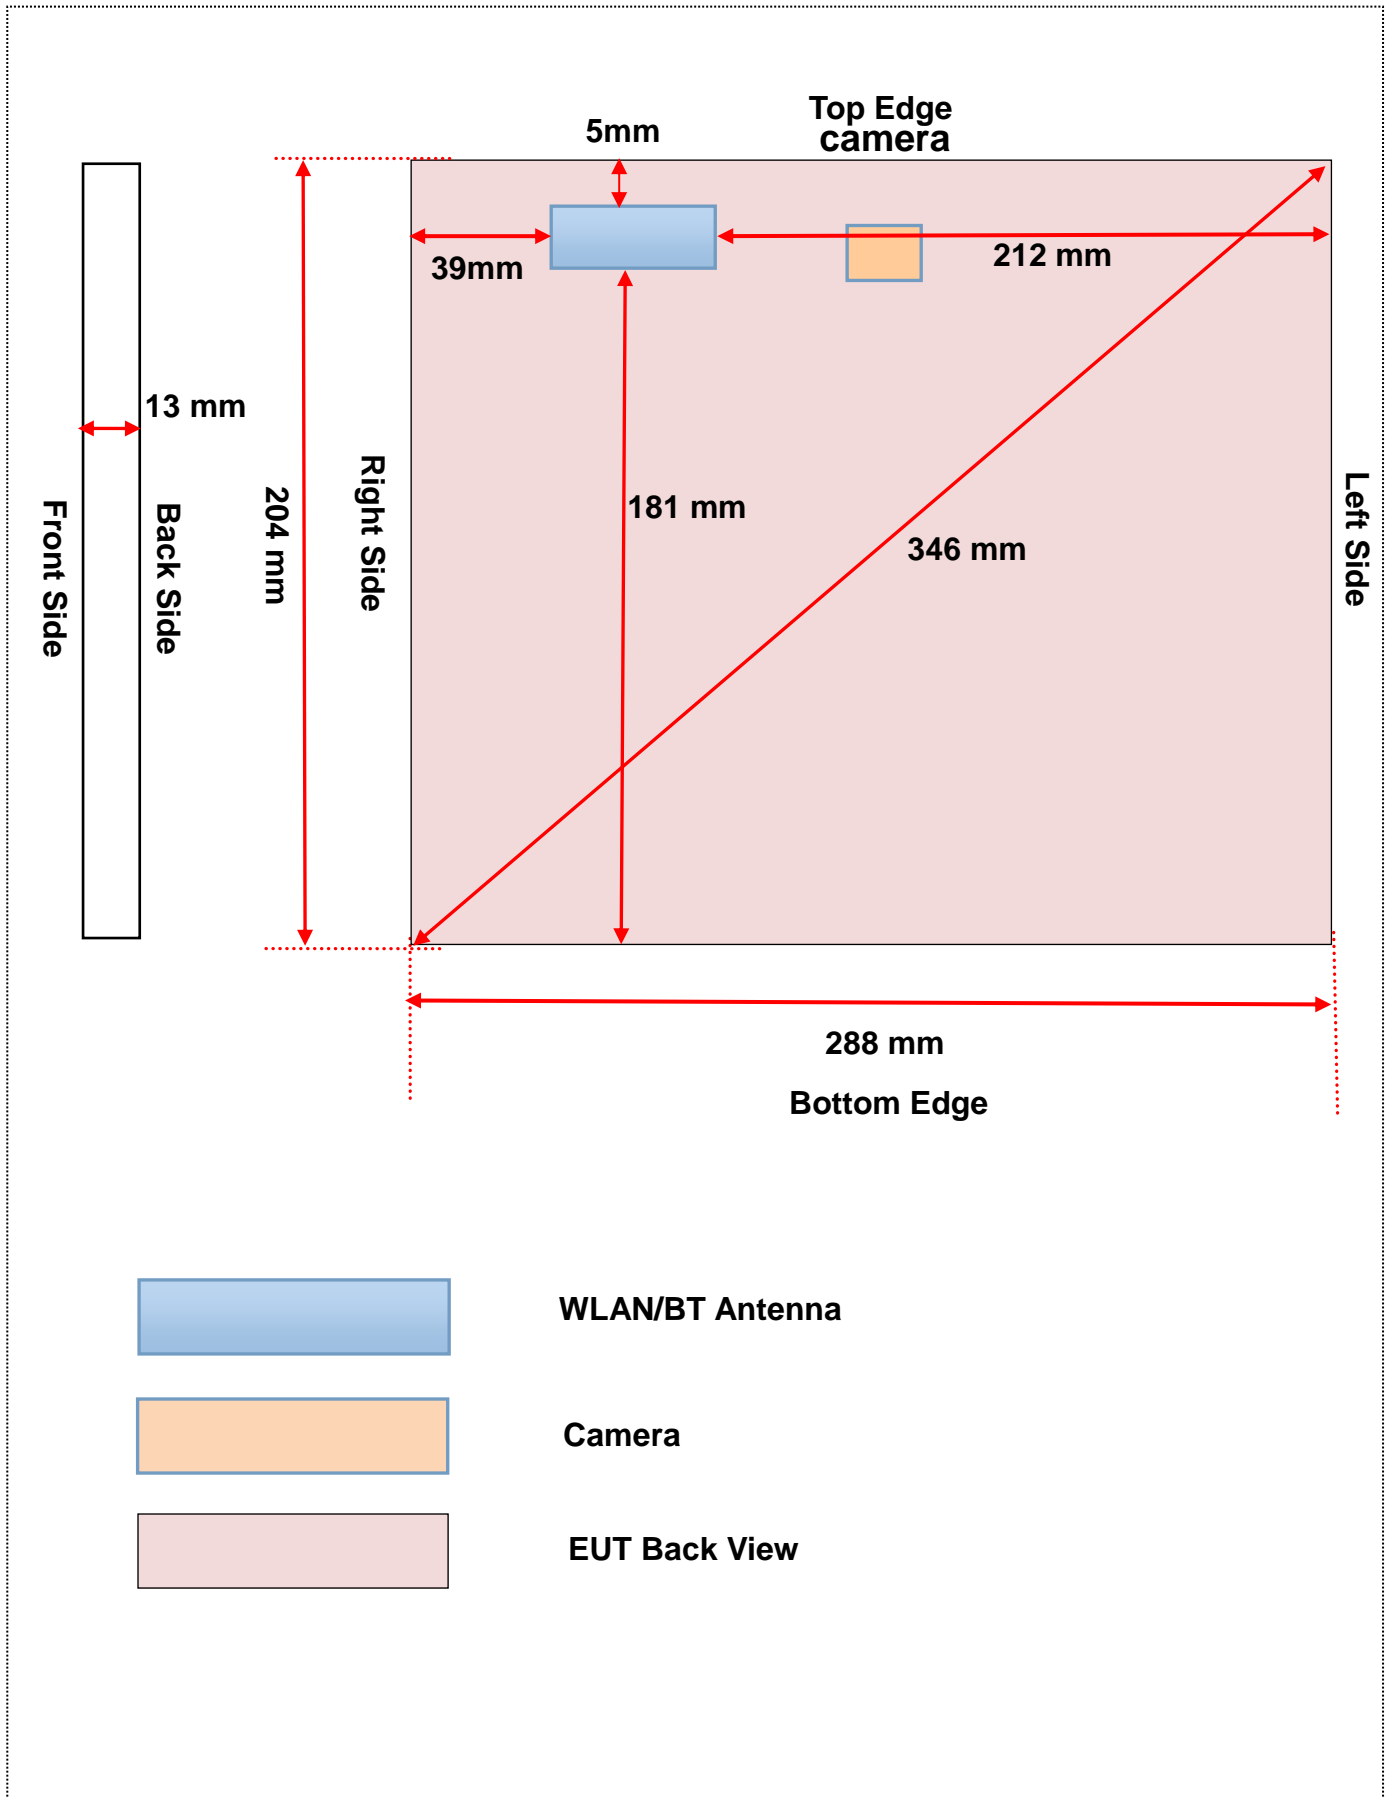 Top Edge
camera
5mm
39mm
212 mm
13 mm
Front Side
Back Side
204 mm
Right Side
181 mm
346 mm
Left Side
288 mm
Bottom Edge
WLAN/BT Antenna
Camera
EUT Back View